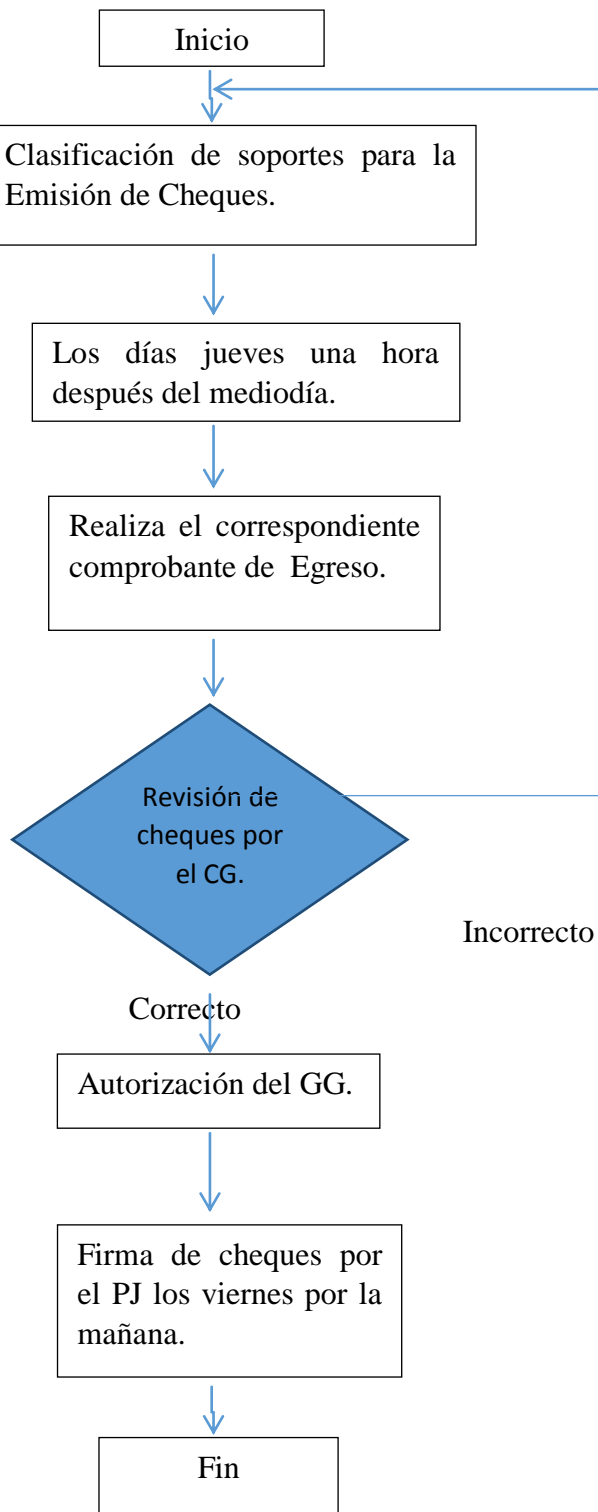 Inicio
Clasificación de soportes para la
Emisión de Cheques.
Los días jueves una hora
después del mediodía.
Realiza el correspondiente
comprobante de Egreso.
Revisión de
cheques por
el CG.
Incorrecto
Correcto
Autorización del GG.
Firma de cheques por
el PJ los viernes por la
mañana.
Fin